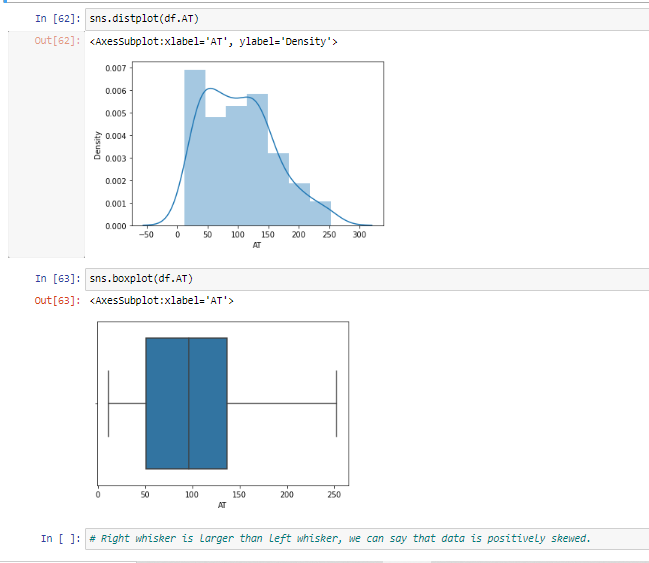 In [62]: sns.distplot(df.AT)
Out[62]: <AxesSubplot:xlabel='AT', ylabel='Density'>
0.007
0.006
0.005
0.004
0.003
0.002
0.001
0.000
Density
−50 0 50 100 150 200 250 300
AT
In [63]: sns.boxplot(df.AT)
Out[63]: <AxesSubplot:xlabel='AT'>
0 50 100 150 200 250
AT
In [ ]: # Right whisker is larger than left whisker, we can say that data is positively skewed.